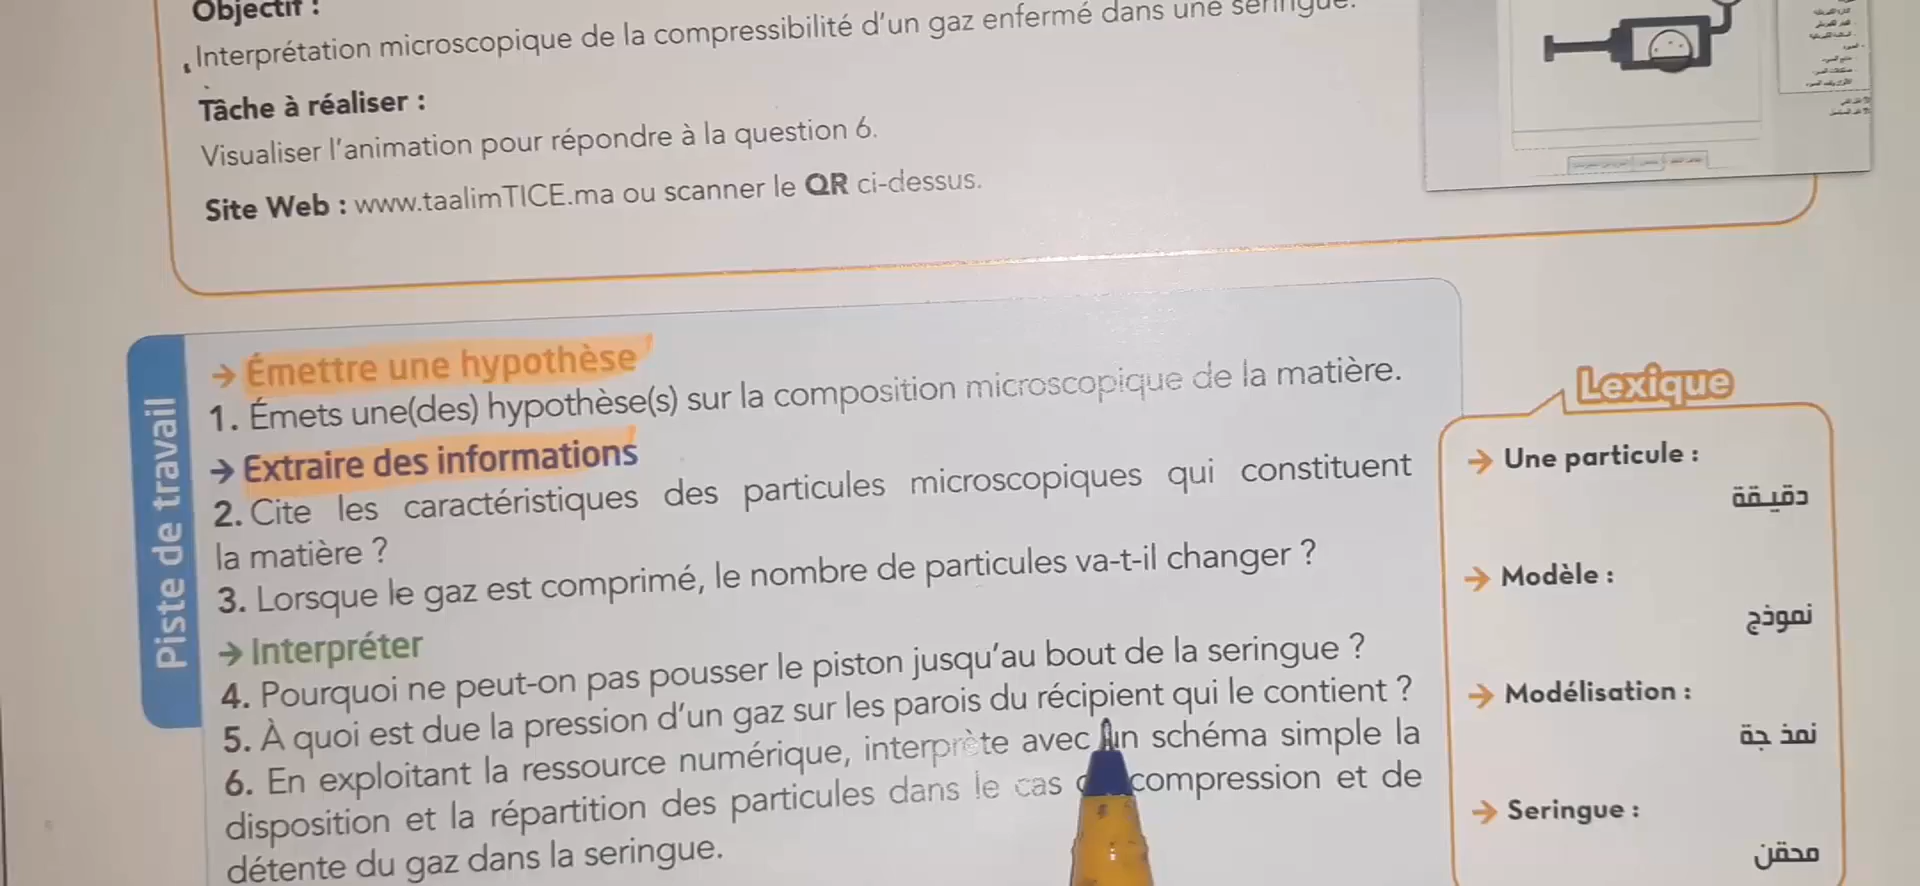 Objectif :
Interprétation microscopique de la compressibilité d'un gaz enfermé dans une seringue.
Tâche à réaliser :
Visualiser l'animation pour répondre à la question 6.
Site Web : www.taalimTICE.ma ou scanner le QR ci-dessus.
Piste de travail
→ Émettre une hypothèse
1. Émets une(des) hypothèse(s) sur la composition microscopique de la matière.
→ Extraire des informations
2. Cite les caractéristiques des particules microscopiques qui constituent
la matière ?
3. Lorsque le gaz est comprimé, le nombre de particules va-t-il changer ?
→ Interpréter
4. Pourquoi ne peut-on pas pousser le piston jusqu'au bout de la seringue ?
5. À quoi est due la pression d'un gaz sur les parois du récipient qui le contient ?
6. En exploitant la ressource numérique, interprète avec un schéma simple la
disposition et la répartition des particules dans le cas compression et de
détente du gaz dans la seringue.
Lexique
→ Une particule :
دقيقة
→ Modèle :
نموذج
→ Modélisation :
نمذجة
→ Seringue :
محقن